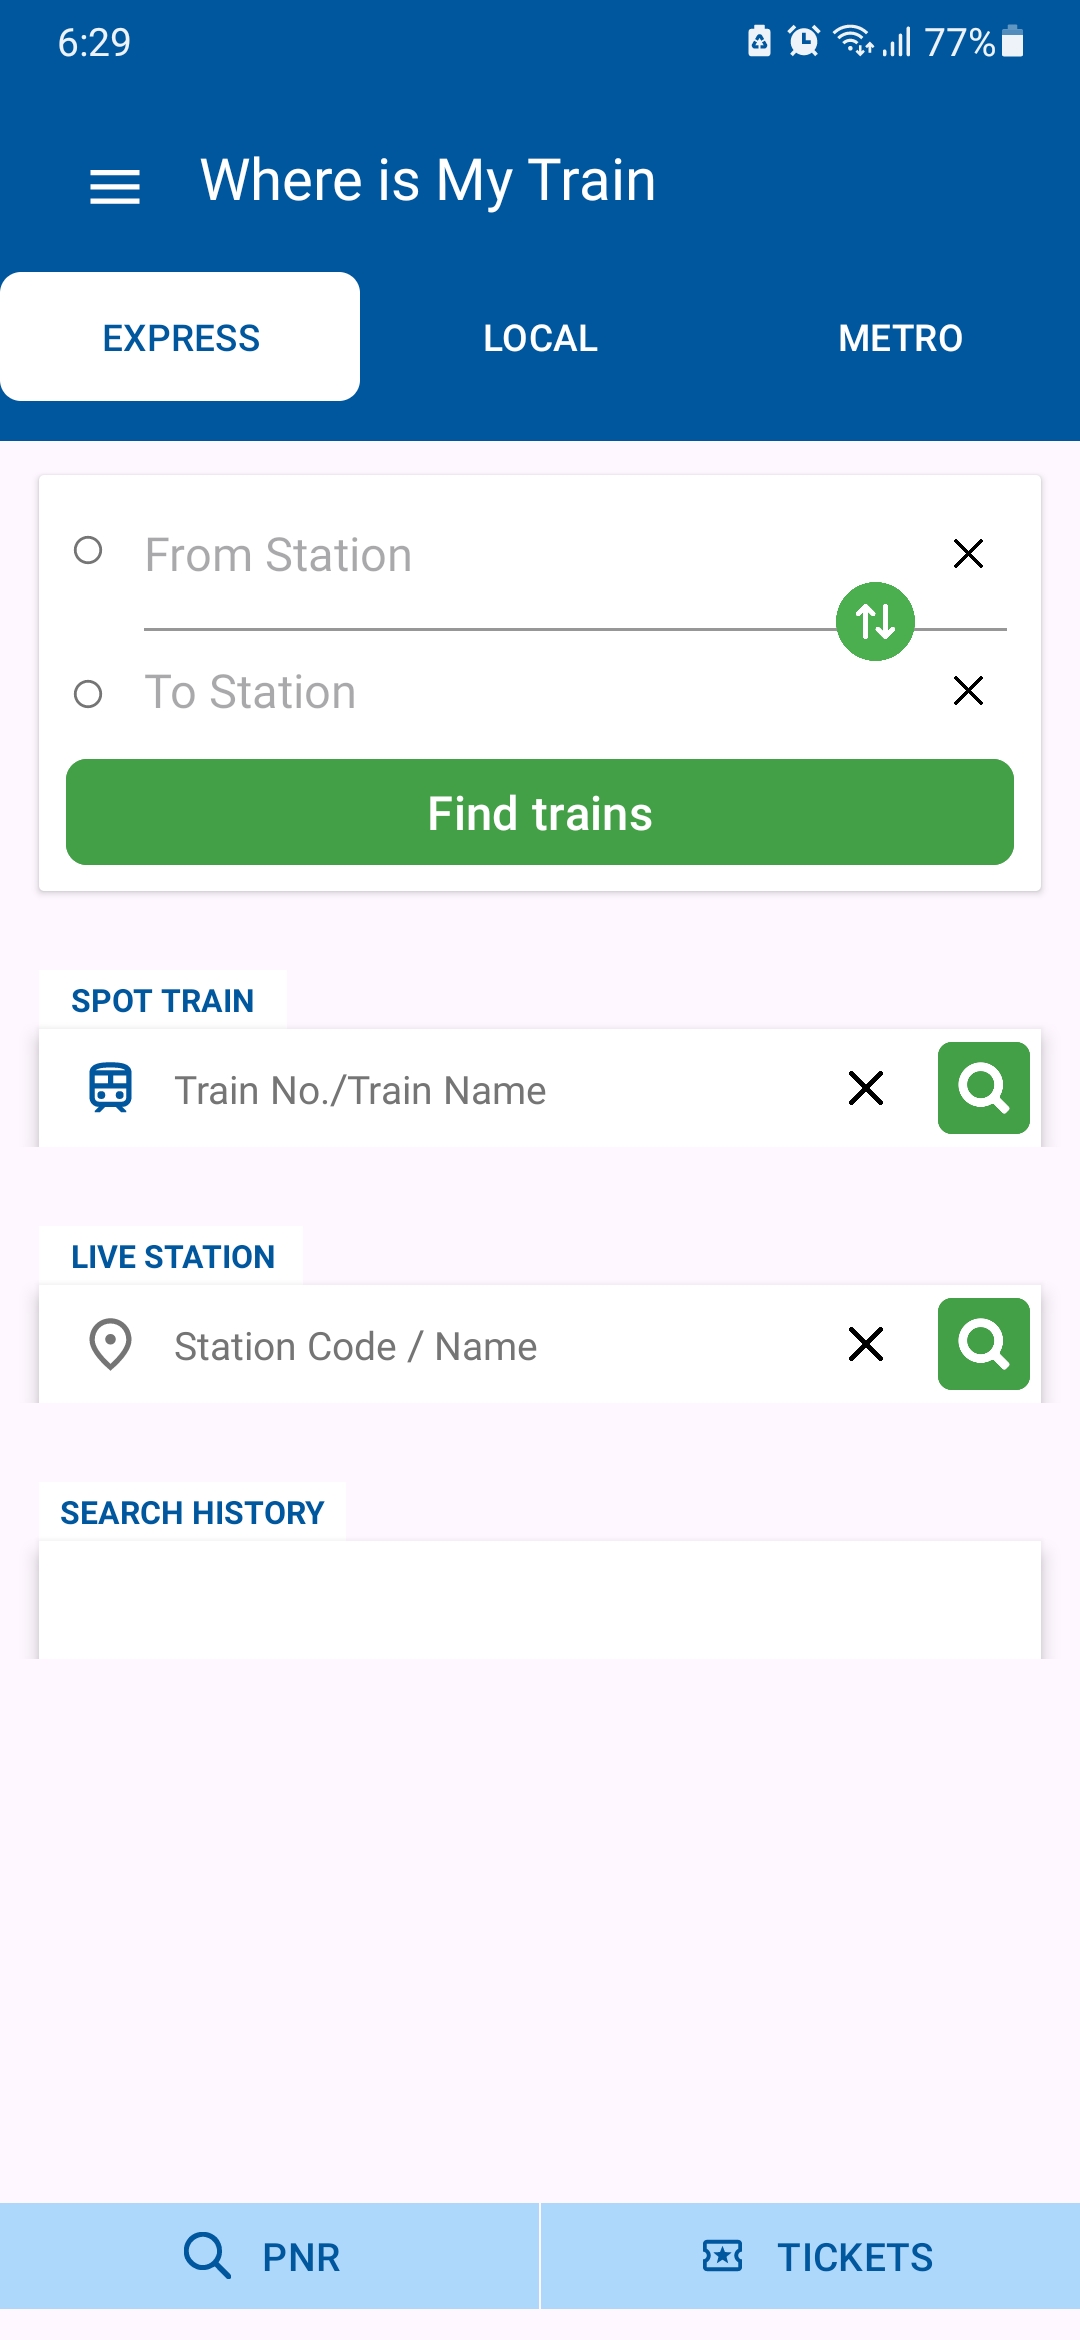 6:29
77%
Where is My Train
EXPRESS
LOCAL
METRO
From Station
To Station
Find trains
SPOT TRAIN
Train No./Train Name
LIVE STATION
Station Code / Name
SEARCH HISTORY
PNR
TICKETS